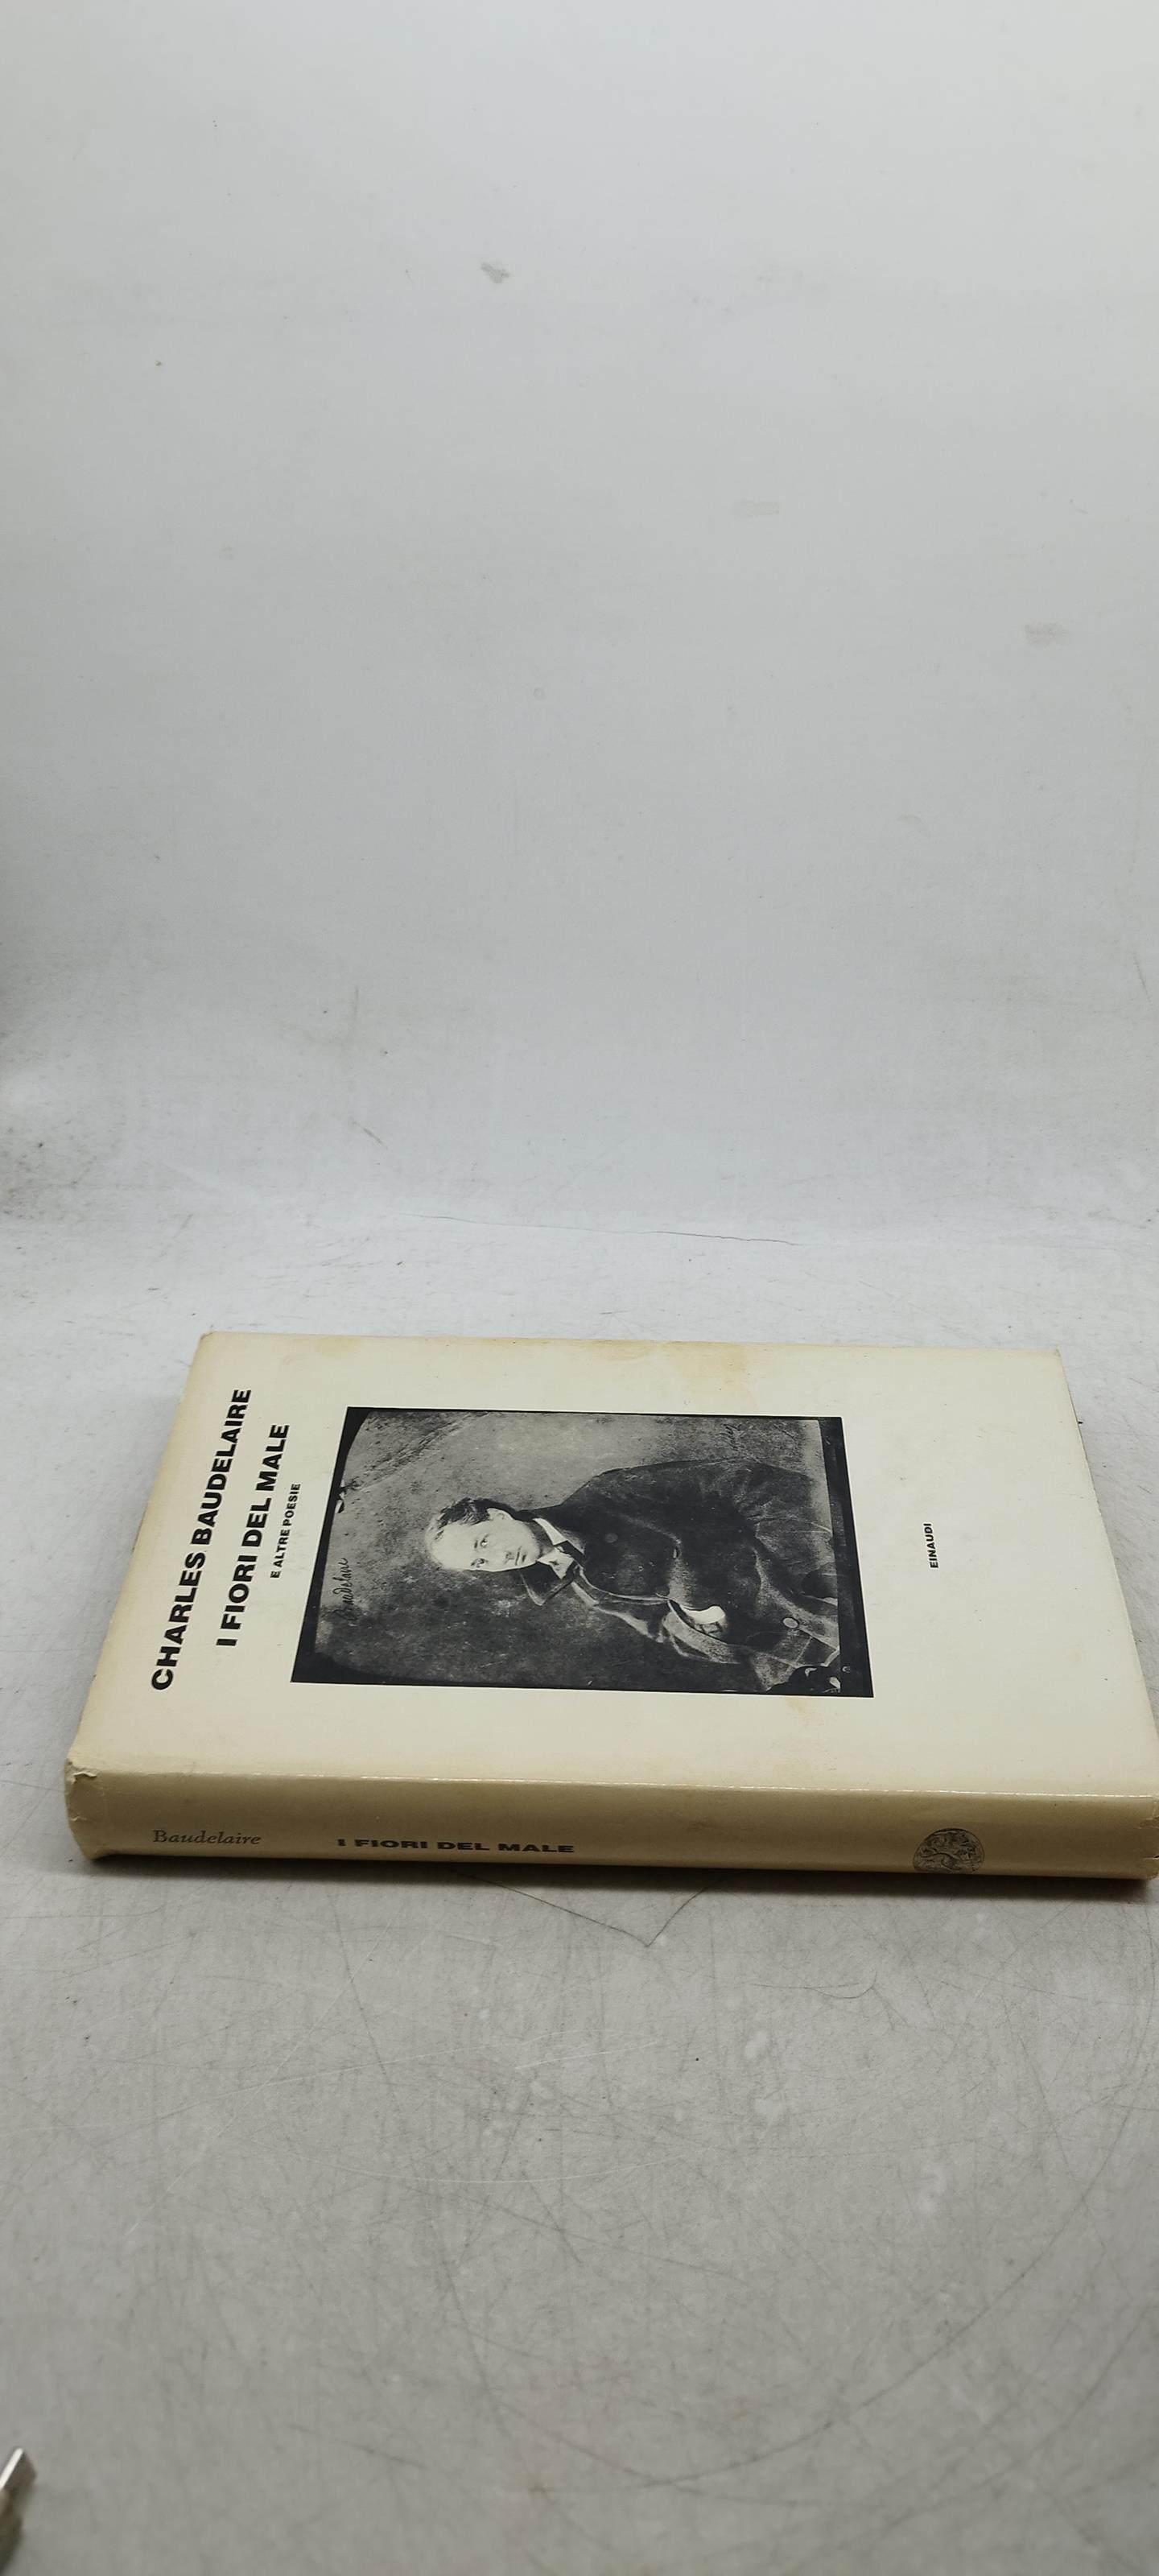 CHARLES BAUDELAIRE
I FIORI DEL MALE
E ALTRE POESIE
Baudelaire
EINAUDI
Baudelaire
I FIORI DEL MALE